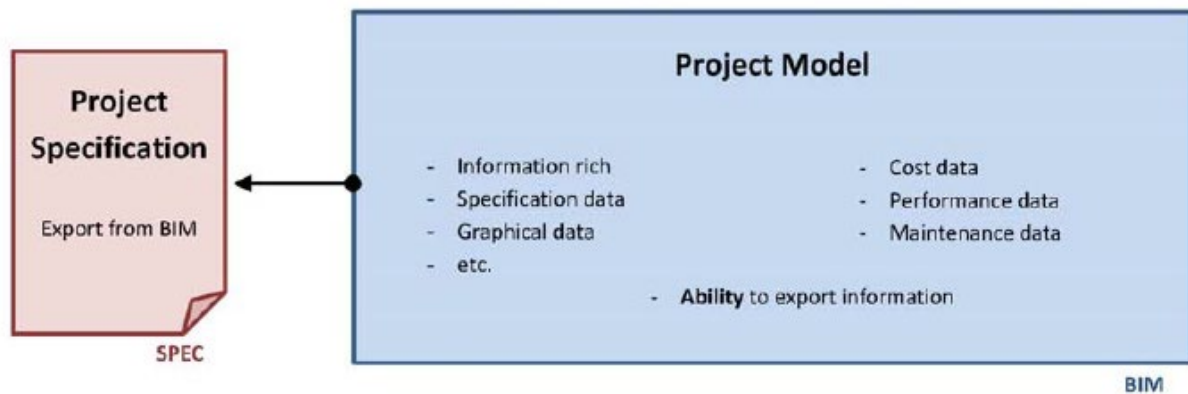 Project
Specification
Export from BIM
SPEC
Project Model
- Information rich
- Specification data
- Graphical data
- etc.
- Cost data
- Performance data
- Maintenance data
- Ability to export information
BIM